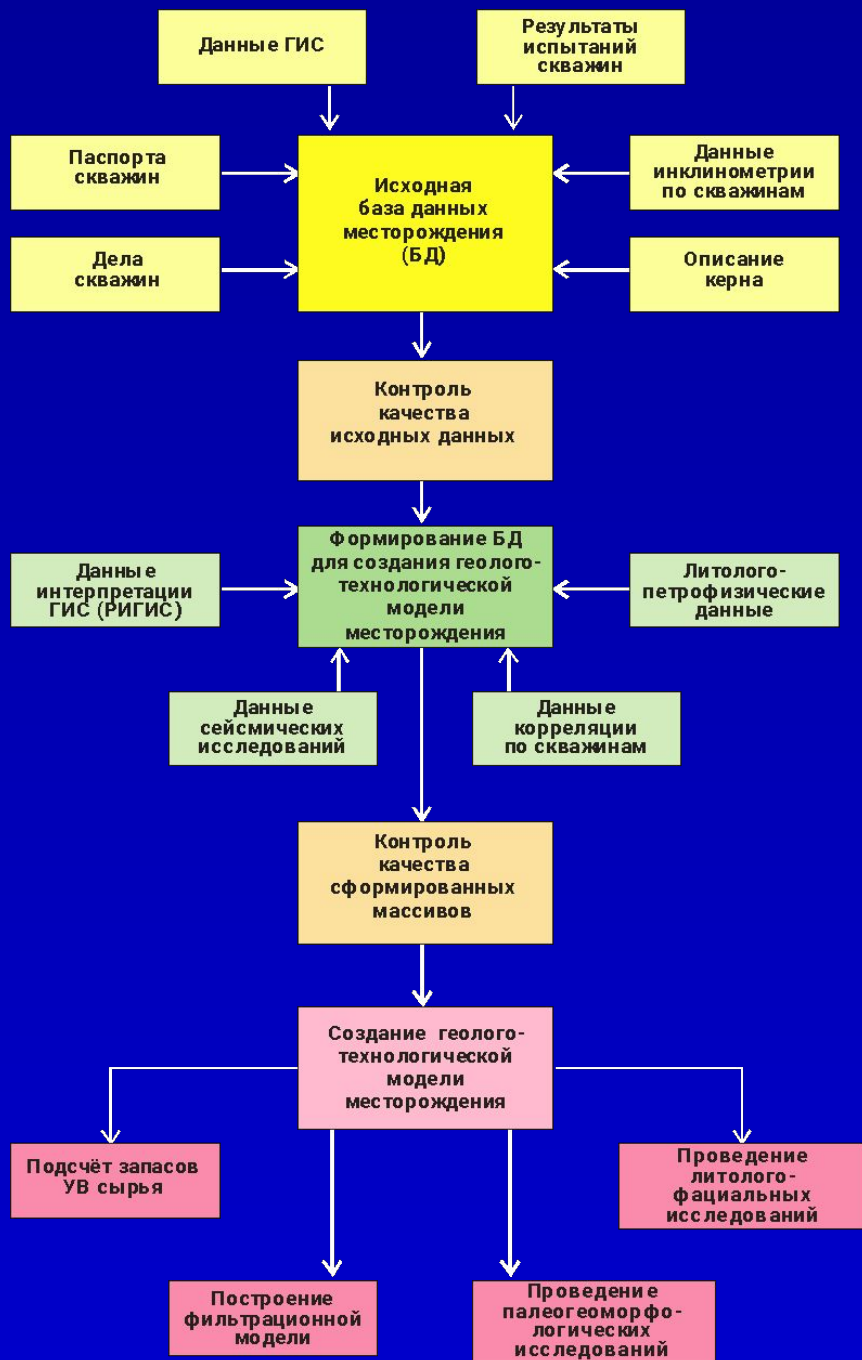 Данные ГИС
Результаты
испытаний
скважин
Паспорта
скважин
Исходная
база данных
месторождения
(БД)
Данные
инклинометрии
по скважинам
Дела
скважин
Описание
керна
Контроль
качества
исходных данных
Формирование БД
для создания геолого-
технологической
модели
месторождения
Данные
интерпретации
ГИС (РИГИС)
Литолого-
петрофизические
данные
Данные
сейсмических
исследований
Данные
корреляции
по скважинам
Контроль
качества
сформированных
массивов
Создание геолого-
технологической
модели
месторождения
Подсчёт запасов
УВ сырья
Проведение
литолого-
фациальных
исследований
Построение
фильтрационной
модели
Проведение
палеогеоморфо-
логических
исследований